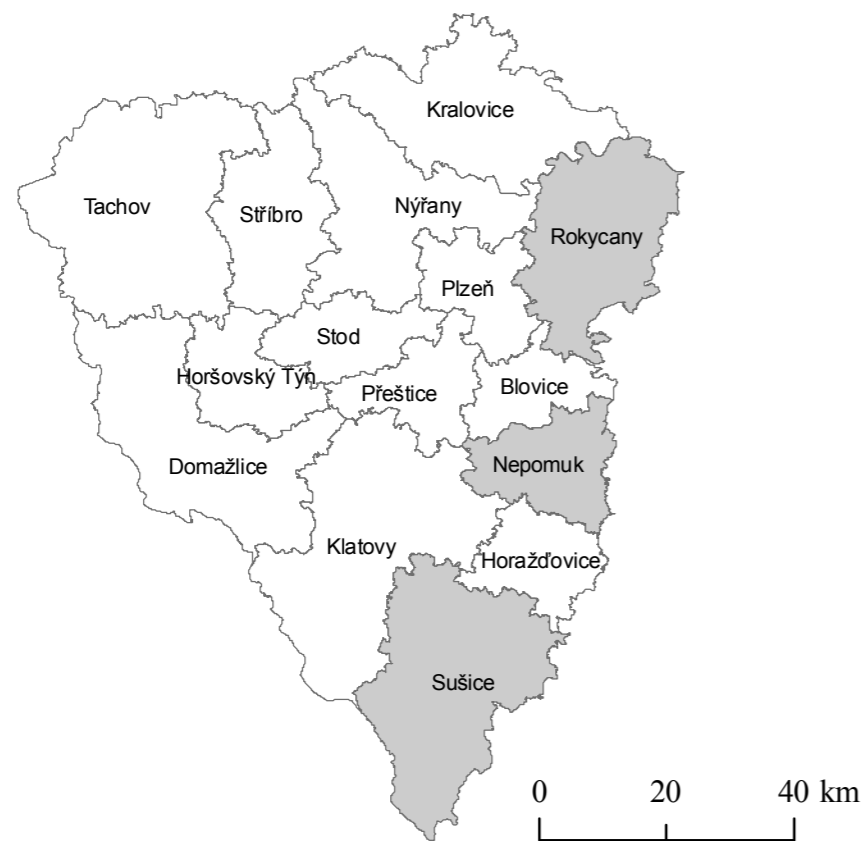 Kralovice
Tachov
Stříbro
Nýřany
Rokycany
Plzeň
Stod
Horšovský Týn
Přeštice
Blovice
Domažlice
Nepomuk
Klatovy
Horažďovice
Sušice
0 20 40 km